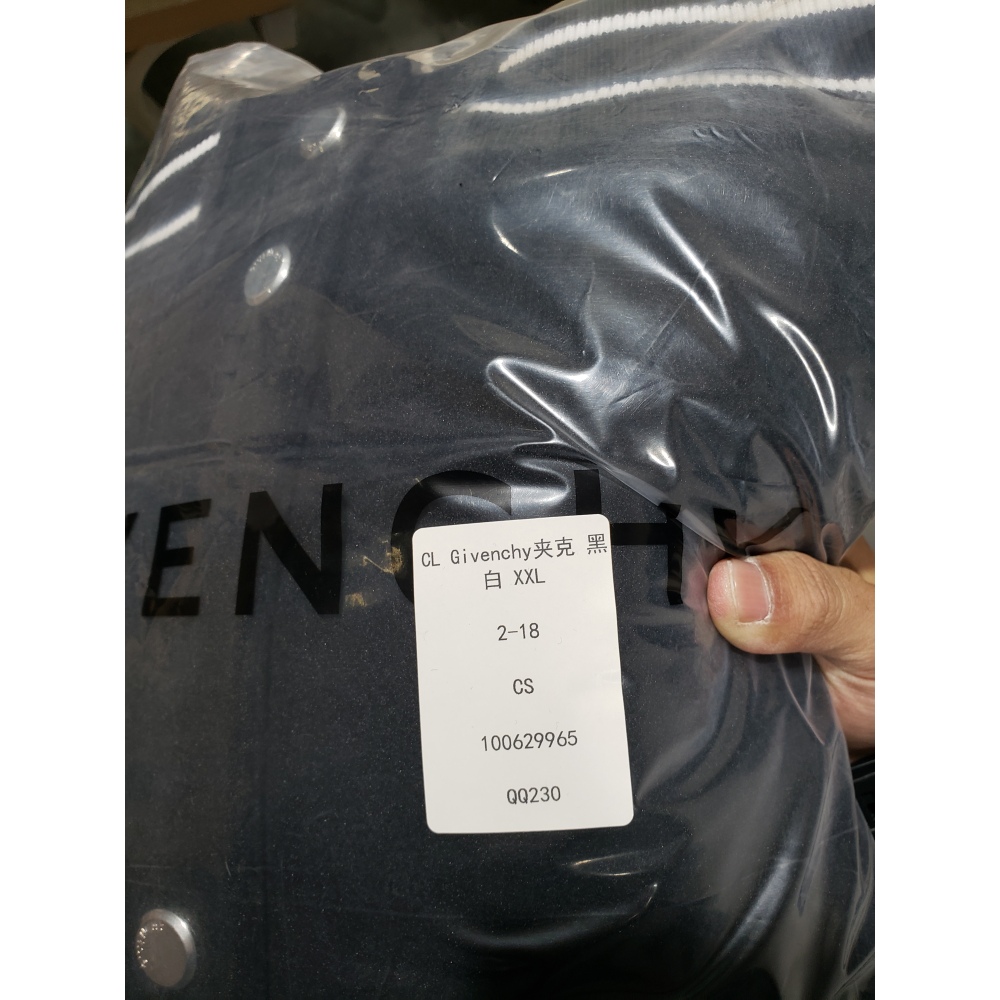 VENCHY
CL Givenchy夹克 黑
白 XXL
2-18
CS
100629965
QQ230